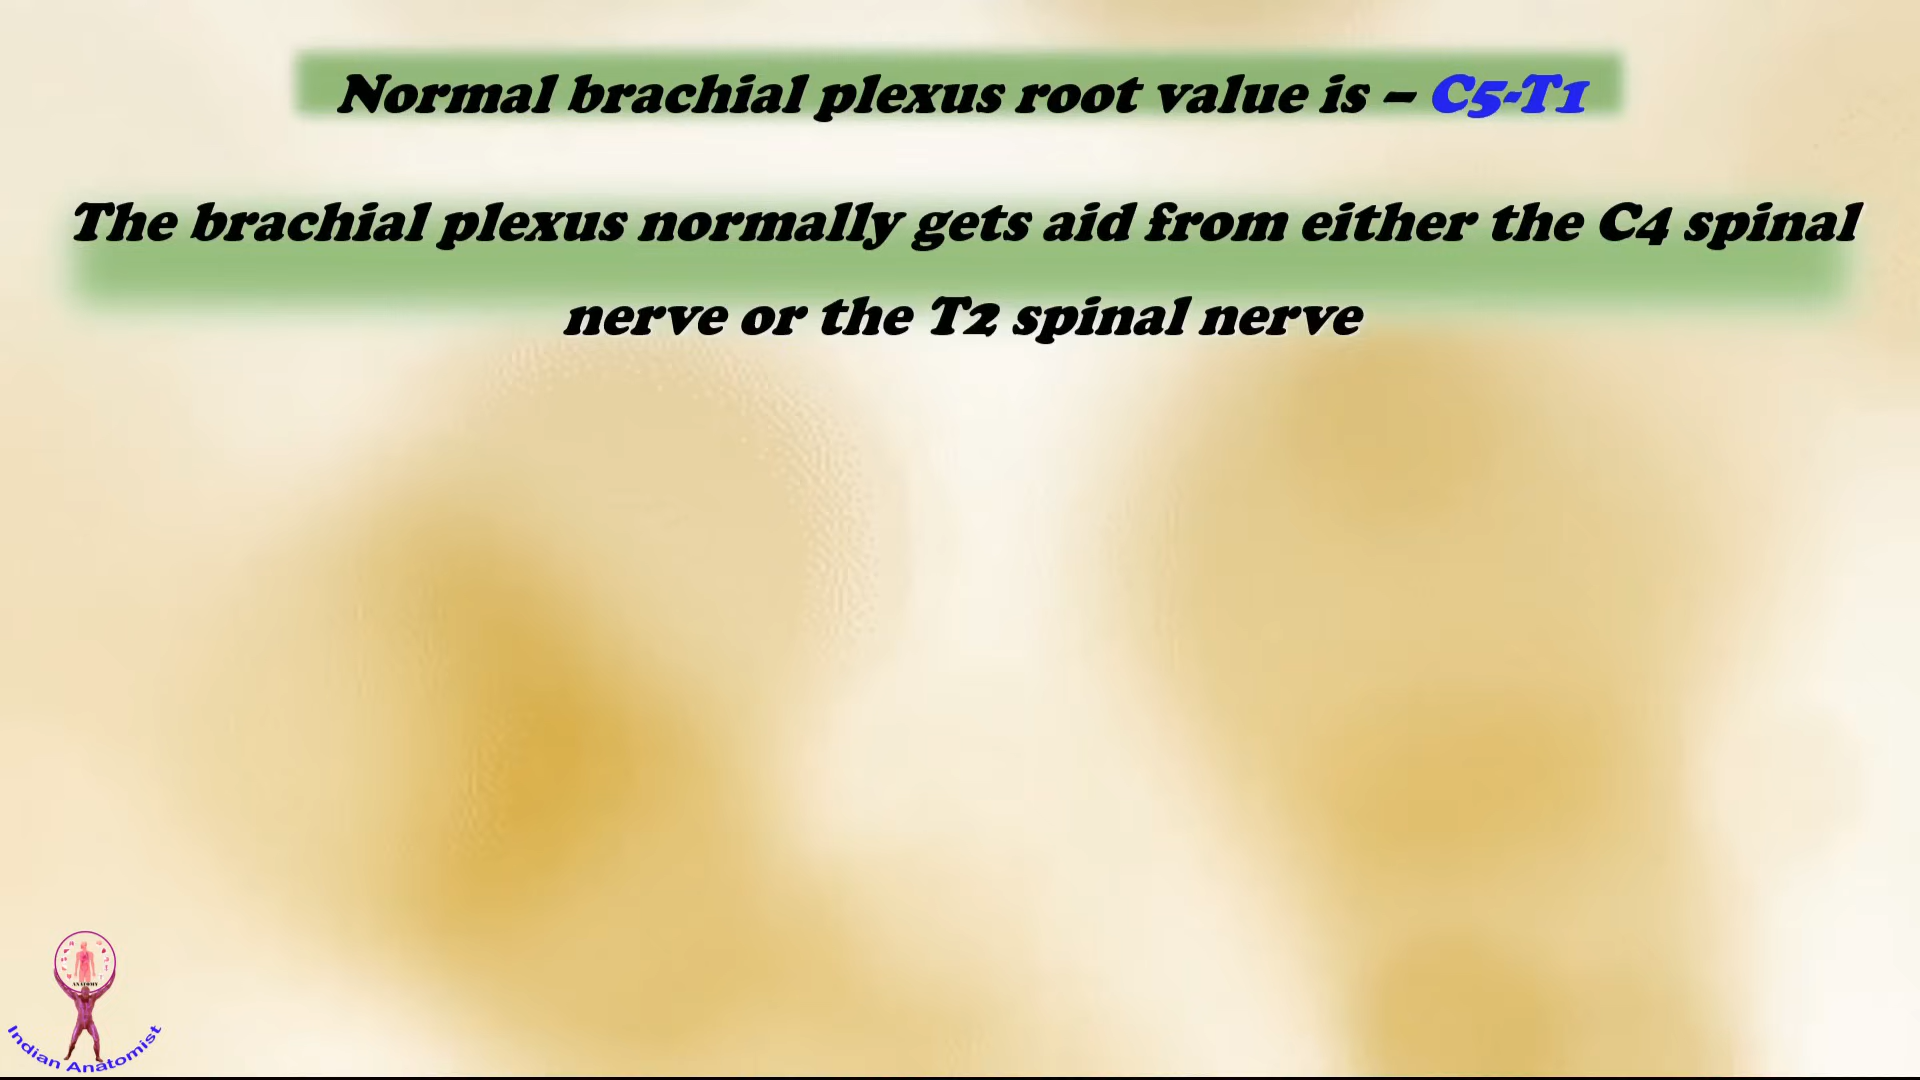 Normal brachial plexus root value is – C5-T1
The brachial plexus normally gets aid from either the C4 spinal
nerve or the T2 spinal nerve
ANATOMY
Indian Anatomist